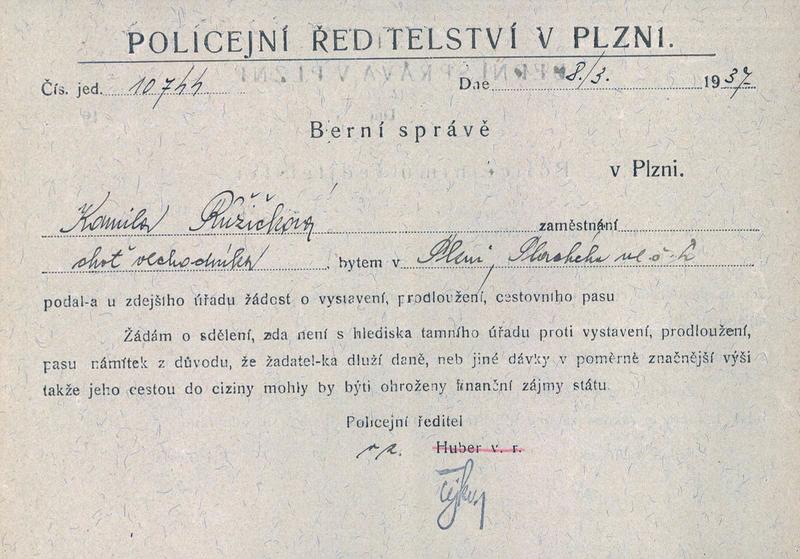 POLICEJNÍ ŘEDITELSTVÍ V PLZNI.
Čís. jed. 10744 Dne 8./3. 1937
Berní správě
v Plzni.
Kamila Růžičková zaměstnání
choť obchodníka, bytem v Plzni,
podal-a u zdejšího úřadu žádost o vystavení, prodloužení, cestovního pasu
Žádám o sdělení, zda není s hlediska tamního úřadu proti vystavení, prodloužení,
pasu námitek z důvodu, že žadatel-ka dluží daně, neb jiné dávky v poměrně značnější výši
takže jeho cestou do ciziny mohly by býti ohroženy finanční zájmy státu.
Policejní ředitel
Huber v. r.